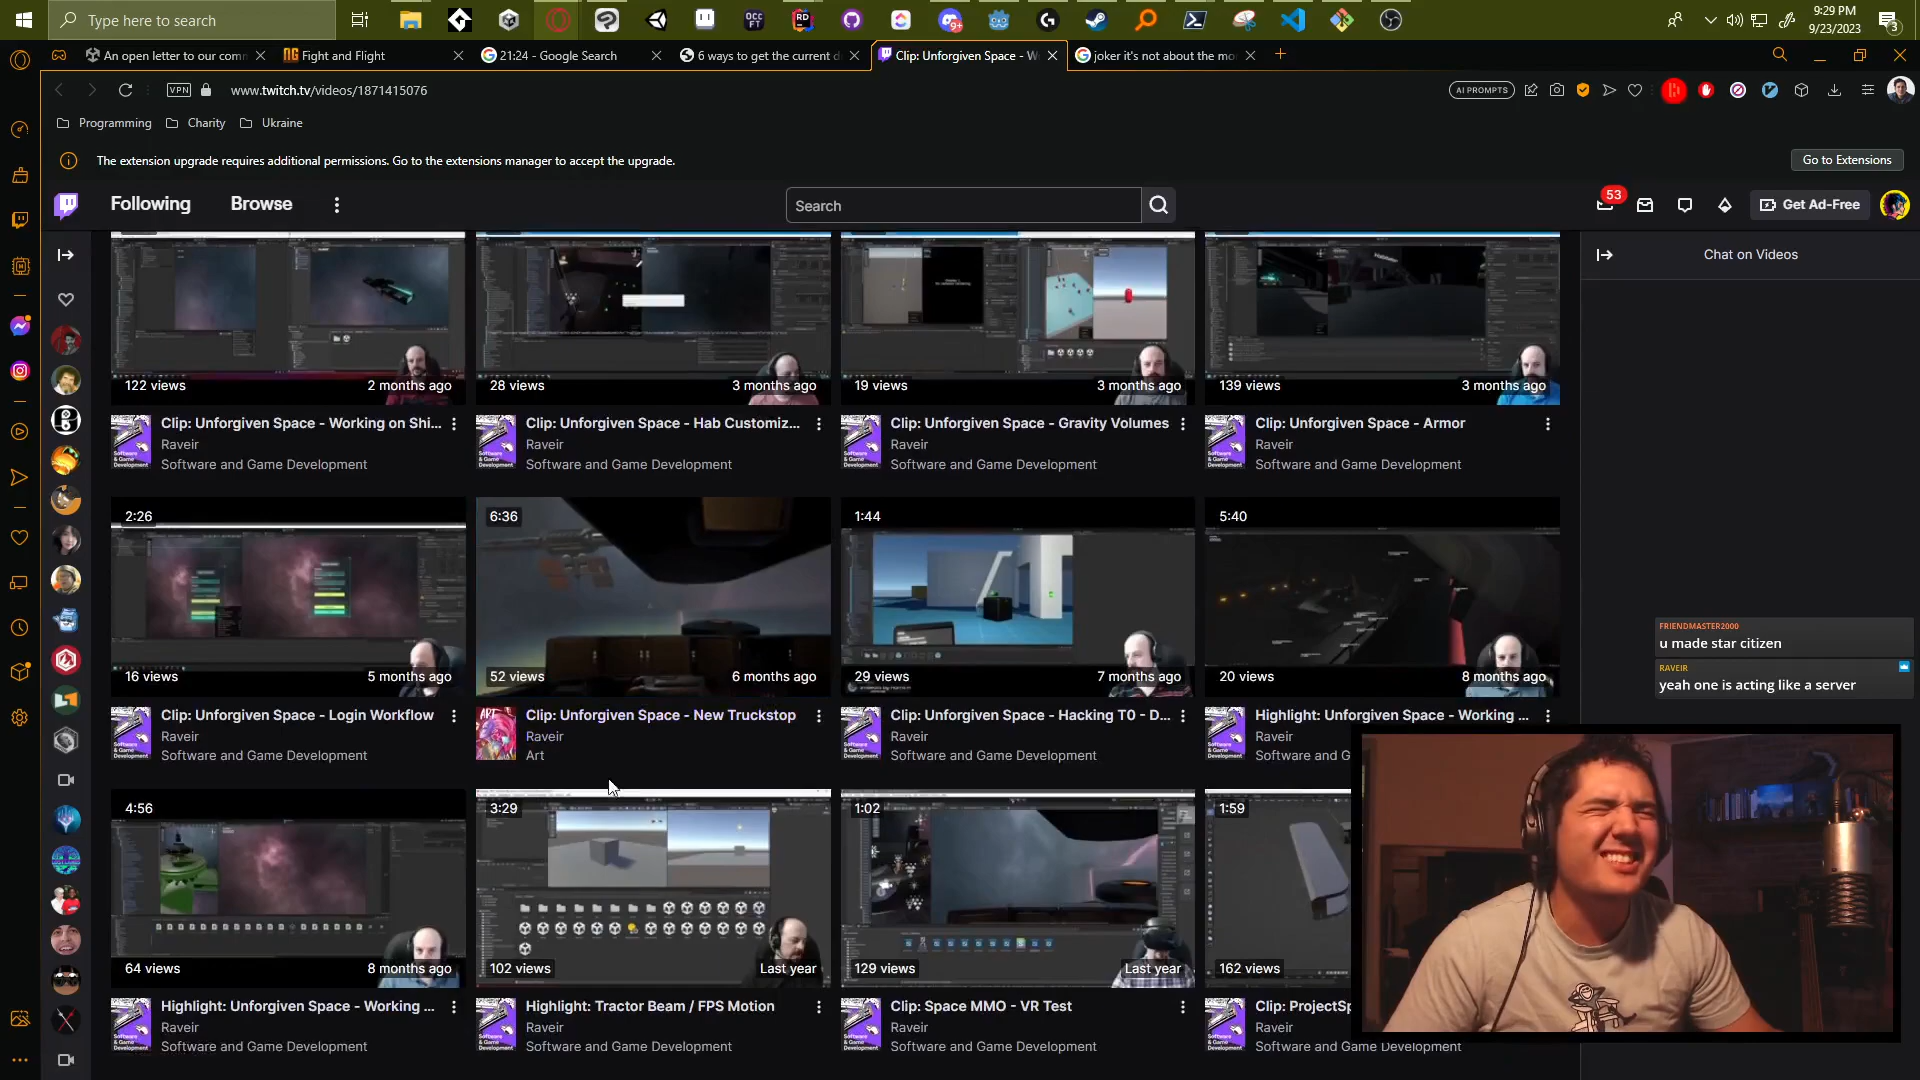 Type here to search
OCC
FT
RD
9+
9:29 PM
9/23/2023
3
An open letter to our com
Fight and Flight
21:24 - Google Search
6 ways to get the current d
Clip: Unforgiven Space - W
joker it's not about the mo
VPN
www.twitch.tv/videos/1871415076
AI PROMPTS
Programming
Charity
Ukraine
The extension upgrade requires additional permissions. Go to the extensions manager to accept the upgrade.
Go to Extensions
Following
Browse
Search
53
Get Ad-Free
Chat on Videos
122 views
2 months ago
28 views
3 months ago
19 views
3 months ago
139 views
3 months ago
Clip: Unforgiven Space - Working on Shi...
Raveir
Software and Game Development
Clip: Unforgiven Space - Hab Customiz...
Raveir
Software and Game Development
Clip: Unforgiven Space - Gravity Volumes
Raveir
Software and Game Development
Clip: Unforgiven Space - Armor
Raveir
Software and Game Development
2:26
16 views
5 months ago
6:36
52 views
6 months ago
1:44
29 views
7 months ago
5:40
20 views
8 months ago
FRIENDMASTER2000
u made star citizen
RAVEIR
yeah one is acting like a server
Clip: Unforgiven Space - Login Workflow
Raveir
Software and Game Development
Clip: Unforgiven Space - New Truckstop
Raveir
Art
Clip: Unforgiven Space - Hacking T0 - D...
Raveir
Software and Game Development
Highlight: Unforgiven Space - Working ...
Raveir
Software and G
4:56
64 views
8 months ago
3:29
102 views
Last year
1:02
129 views
Last year
1:59
162 views
Highlight: Unforgiven Space - Working ...
Raveir
Software and Game Development
Highlight: Tractor Beam / FPS Motion
Raveir
Software and Game Development
Clip: Space MMO - VR Test
Raveir
Software and Game Development
Clip: ProjectSp
Raveir
Software and Game Development